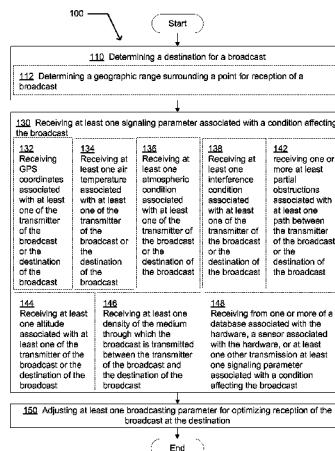 100
Start
110 Determining a destination for a broadcast
112 Determining a geographic range surrounding a point for reception of a
broadcast
130 Receiving at least one signaling parameter associated with a condition affecting
the broadcast
132
Receiving
GPS
coordinates
associated
with at least
one of the
transmitter
of the
broadcast or
the
destination of
the broadcast
134
Receiving at
least one air
temperature
associated
with at least
one of the
transmitter of
the
broadcast or
the
destination of
the broadcast
136
Receiving at
least one
atmospheric
condition
associated
with at least
one of the
transmitter of
the broadcast
or the
destination of
the broadcast
138
Receiving at
least one
interference
condition
associated
with at least
one of the
transmitter of
the broadcast
or the
destination of
the broadcast
142
receiving one or
more at least
partial
obstructions
associated with
at least one
path between
the transmitter
of the broadcast
or the
destination of
the broadcast
144
Receiving at least one
altitude associated with at
least one of the
transmitter of the
broadcast or the
destination of the
broadcast
146
Receiving at least one
density of the medium
through which the
broadcast is transmitted
between the transmitter
of the broadcast and the
destination of the
broadcast
148
Receiving from one or more of a
database associated with the
hardware, a sensor associated
with the hardware, or at least
one other transmission at least
one signaling parameter
associated with a condition
affecting the broadcast
150 Adjusting at least one broadcasting parameter for optimizing reception of the
broadcast at the destination
End